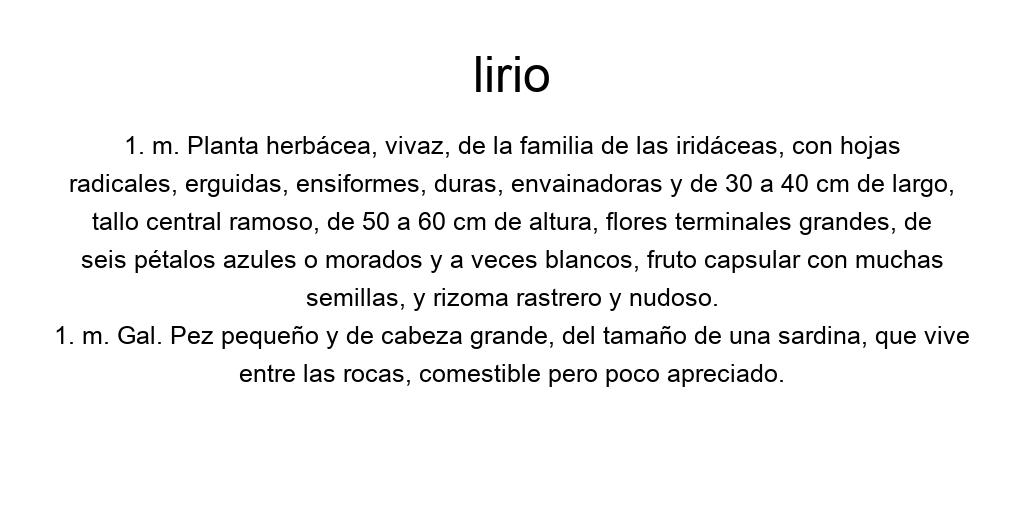 lirio
1. m. Planta herbácea, vivaz, de la familia de las iridáceas, con hojas
radicales, erguidas, ensiformes, duras, envainadoras y de 30 a 40 cm de largo,
tallo central ramoso, de 50 a 60 cm de altura, flores terminales grandes, de
seis pétalos azules o morados y a veces blancos, fruto capsular con muchas
semillas, y rizoma rastrero y nudoso.
1. m. Gal. Pez pequeño y de cabeza grande, del tamaño de una sardina, que vive
entre las rocas, comestible pero poco apreciado.